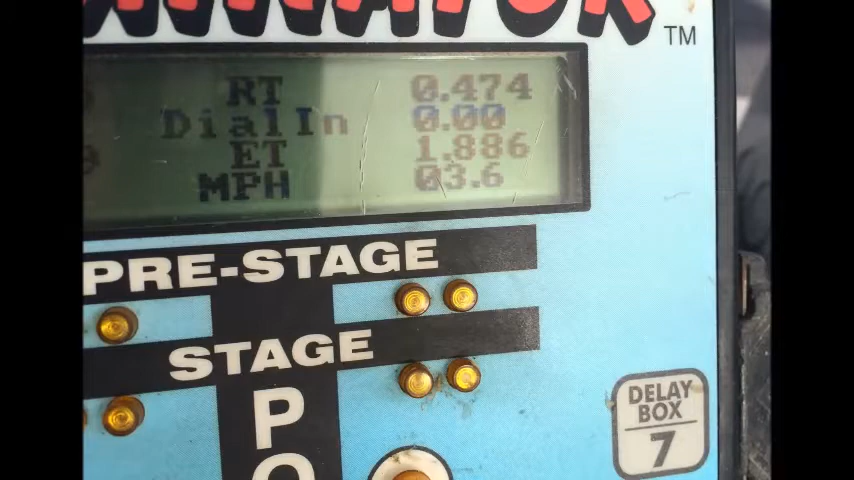 TM
RT 0.474
DialIn 0.00
ET 1.886
MPH 03.6
PRE-STAGE
STAGE
P
O
DELAY
BOX
7